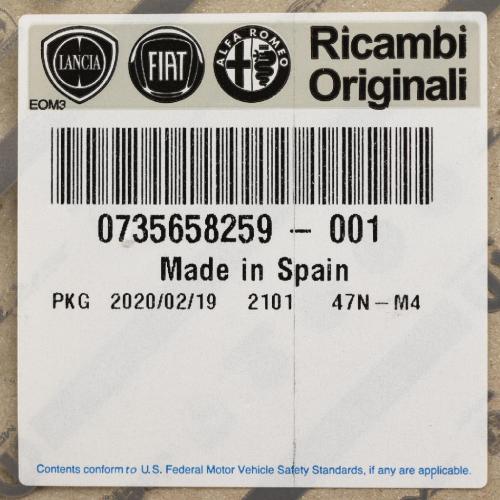 LANCIA FIAT ALFA ROMEO Ricambi
Originali
EOM3
0735658259 - 001
Made in Spain
PKG 2020/02/19 2101 47N-M4
Contents conform to U.S. Federal Motor Vehicle Safety Standards, if any are applicable.